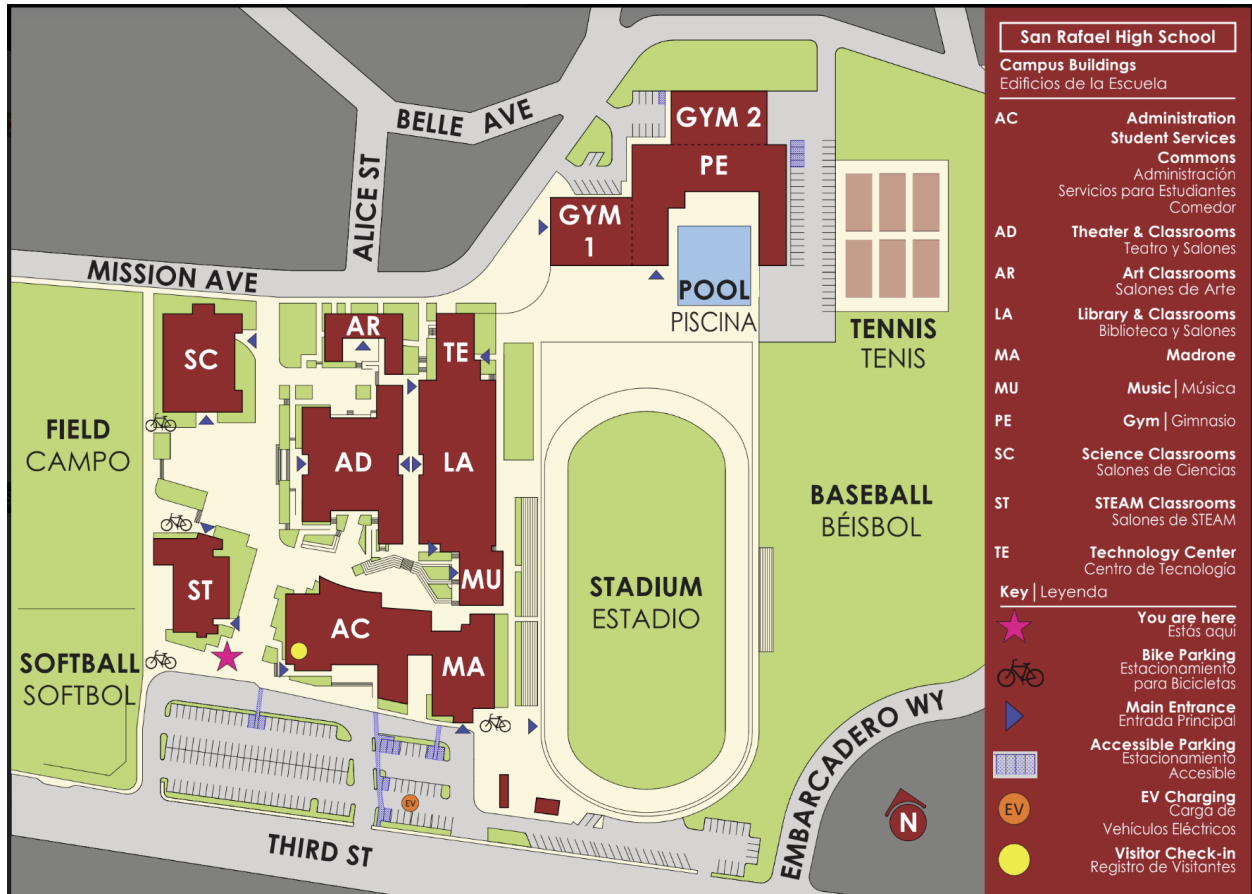 BELLE AVE
ALICE ST
MISSION AVE
GYM 2
PE
GYM
1
POOL
PISCINA
TENNIS
TENIS
SC
AR
TE
FIELD
CAMPO
AD
LA
BASEBALL
BÉISBOL
ST
MU
STADIUM
ESTADIO
AC
MA
SOFTBALL
SOFTBOL
EV
THIRD ST
EMBARCADERO WY
N
San Rafael High School
Campus Buildings
Edificios de la Escuela
AC Administration
Student Services
Commons
Administración
Servicios para Estudiantes
Comedor
AD Theater & Classrooms
Teatro y Salones
AR Art Classrooms
Salones de Arte
LA Library & Classrooms
Biblioteca y Salones
MA Madrone
MU Music | Música
PE Gym | Gimnasio
SC Science Classrooms
Salones de Ciencias
ST STEAM Classrooms
Salones de STEAM
TE Technology Center
Centro de Tecnología
Key | Leyenda
You are here
Estás aquí
Bike Parking
Estacionamiento
para Bicicletas
Main Entrance
Entrada Principal
Accessible Parking
Estacionamiento
Accesible
EV EV Charging
Carga de
Vehículos Eléctricos
Visitor Check-in
Registro de Visitantes